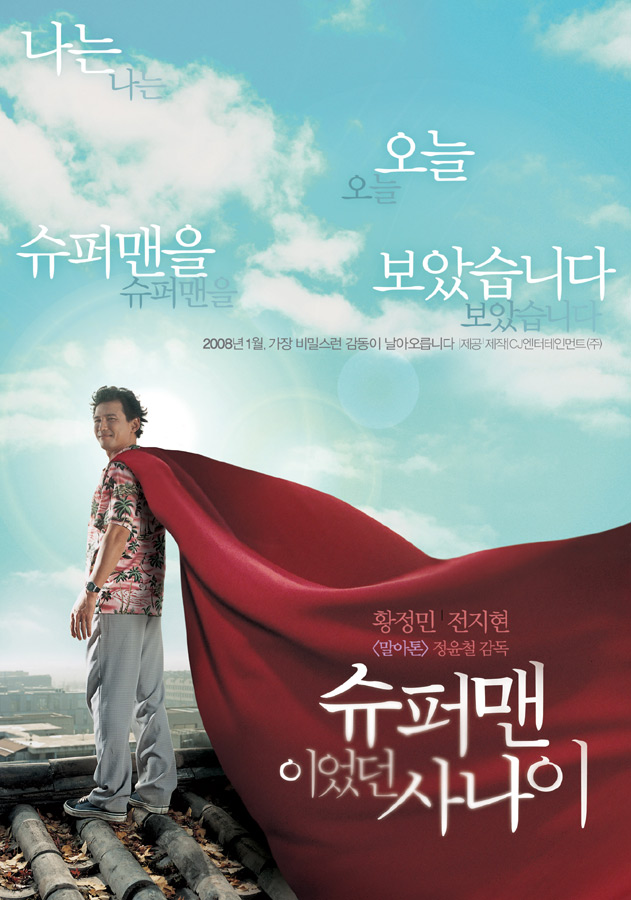 나는
나는
오늘
오늘
슈퍼맨을
슈퍼맨을
보았습니다
보았습니다
2008년 1월, 가장 비밀스런 감동이 날아오릅니다 |제공|제작|CJ엔터테인먼트(주)
황정민 | 전지현
<말아톤> 정윤철 감독
슈퍼맨
이었던 사나이